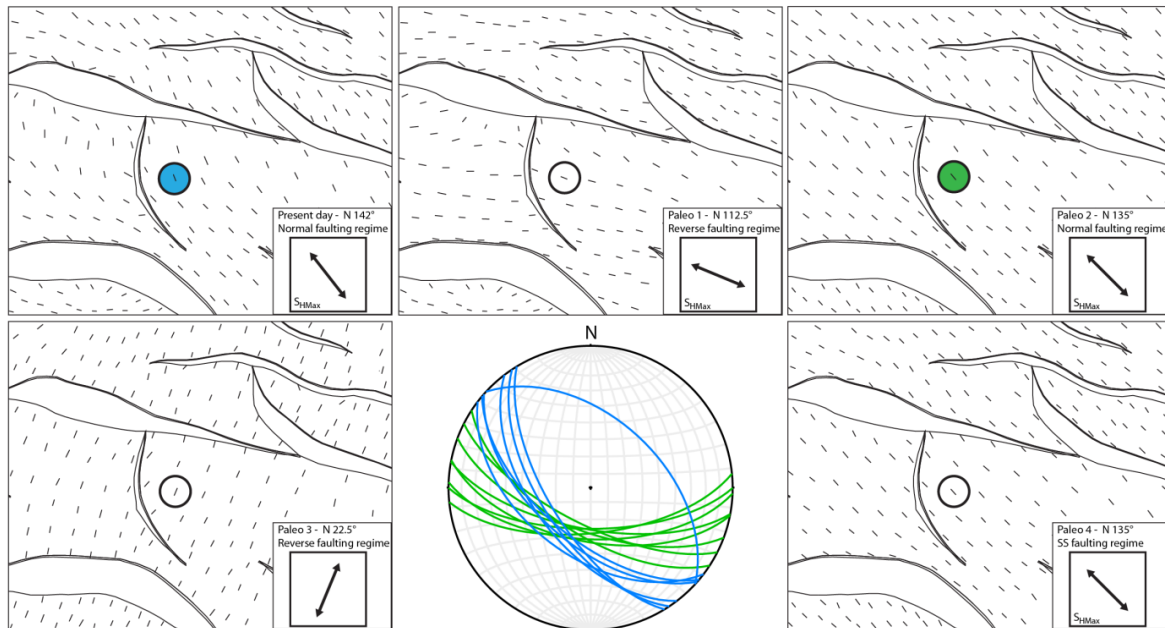 Present day - N 142°
Normal faulting regime
SHMax
Paleo 1 - N 112.5°
Reverse faulting regime
SHMax
Paleo 2 - N 135°
Normal faulting regime
SHMax
Paleo 3 - N 22.5°
Reverse faulting regime
N
Paleo 4 - N 135°
SS faulting regime
SHMax